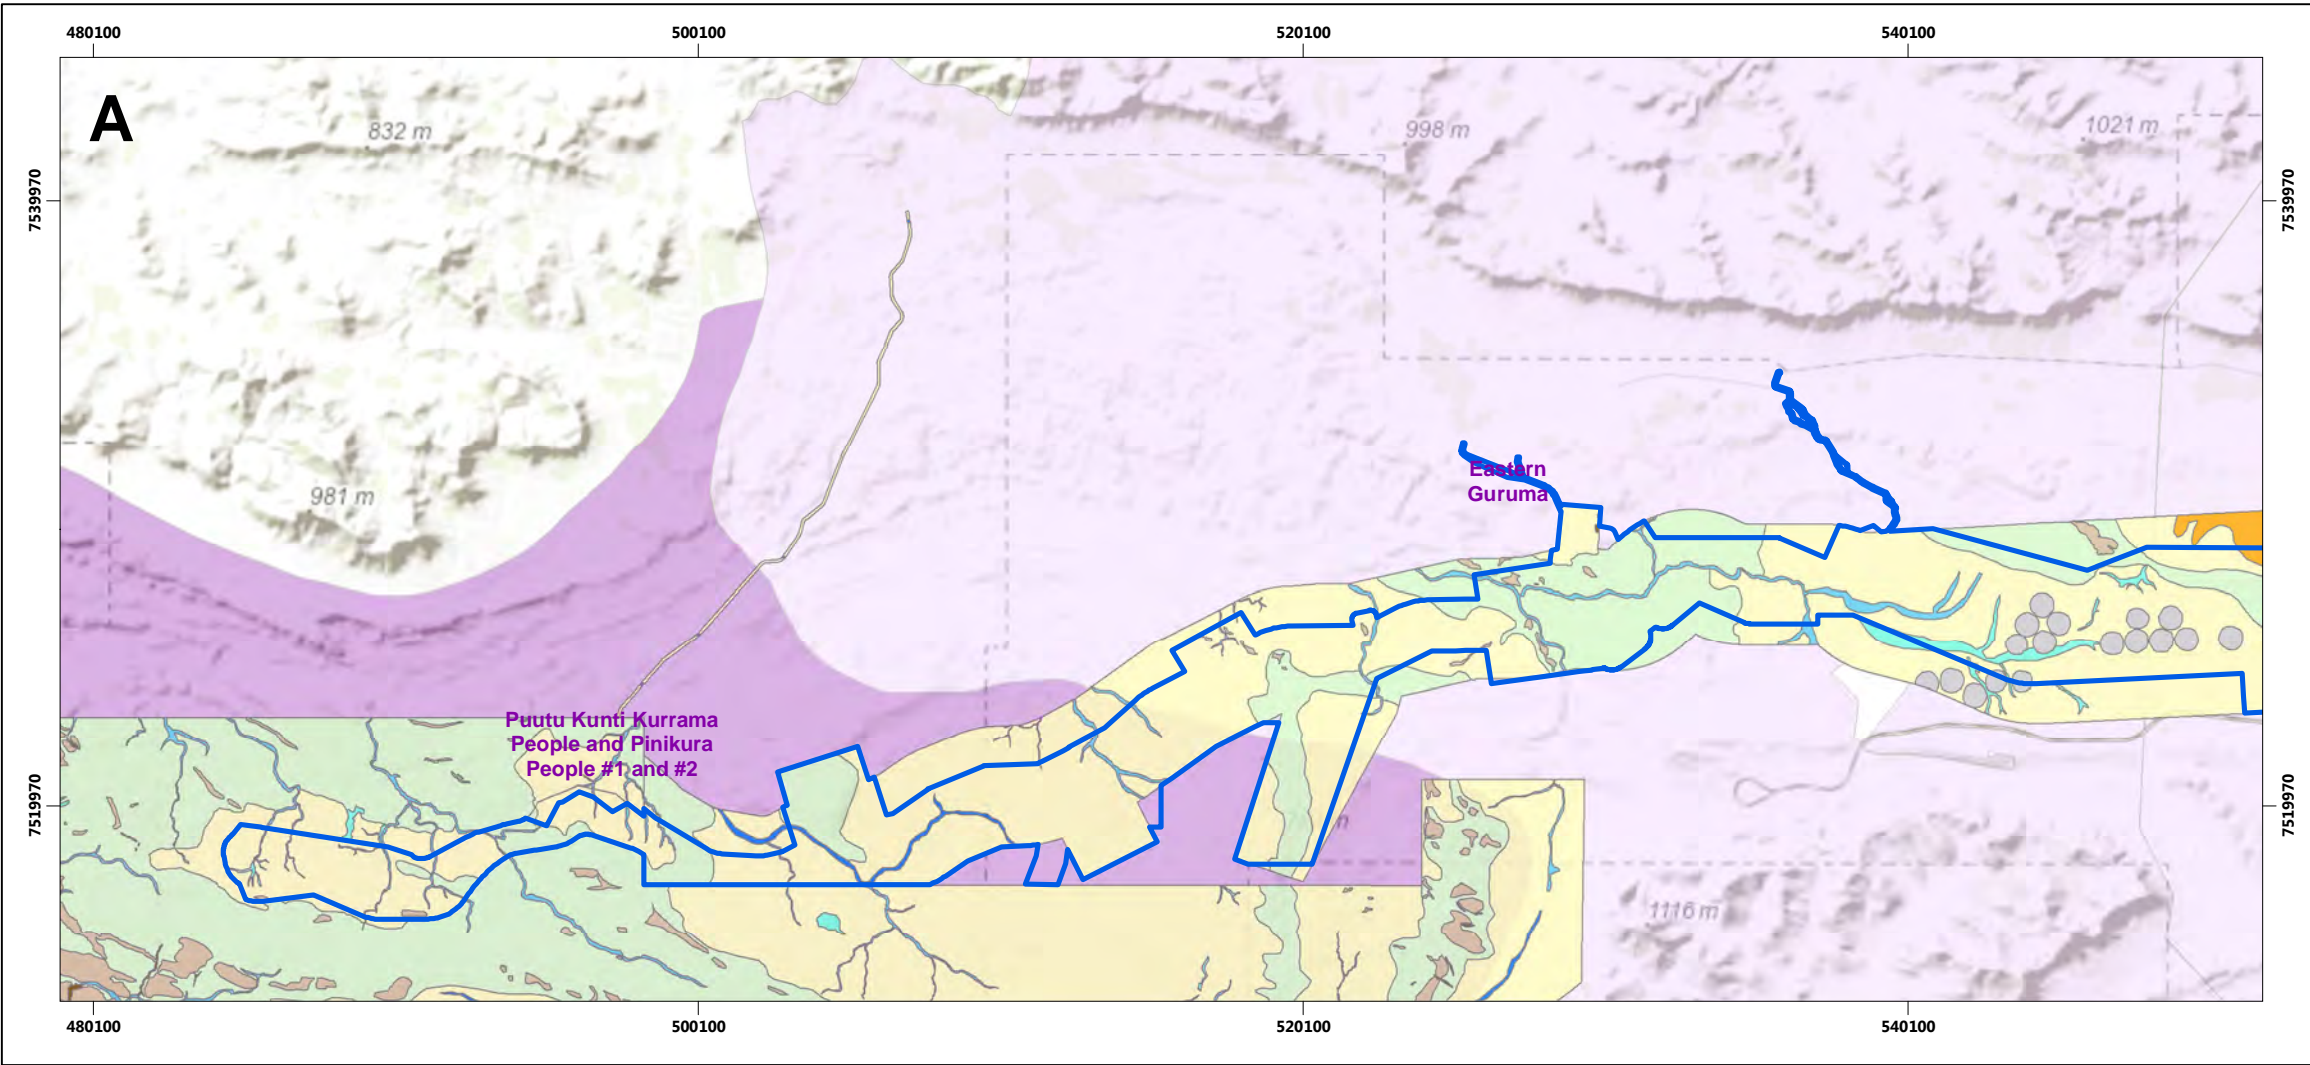 480100 500100 520100 540100
A
832 m
998 m
1021 m
7539970
7539970
Eastern
Guruma
981 m
Puutu Kunti Kurrama
People and Pinikura
People #1 and #2
7519970
7519970
1116 m
480100 500100 520100 540100